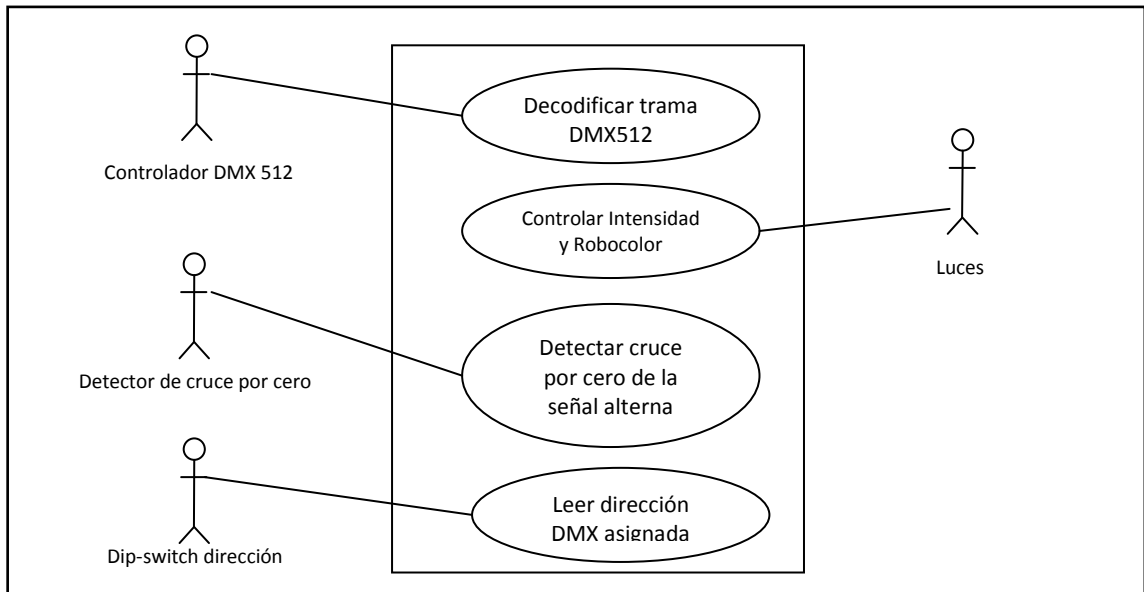 Decodificar trama
DMX512
Controlador DMX 512
Controlar Intensidad
y Robocolor
Luces
Detectar cruce
por cero de la
señal alterna
Detector de cruce por cero
Leer dirección
DMX asignada
Dip-switch dirección